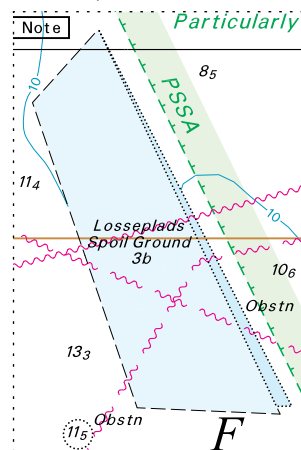 Note
Particularly
10
8₅
PSSA
11₄
10
Losseplads
Spoil Ground
3b
10₆
Obstn
13₃
Obstn
11₅
F